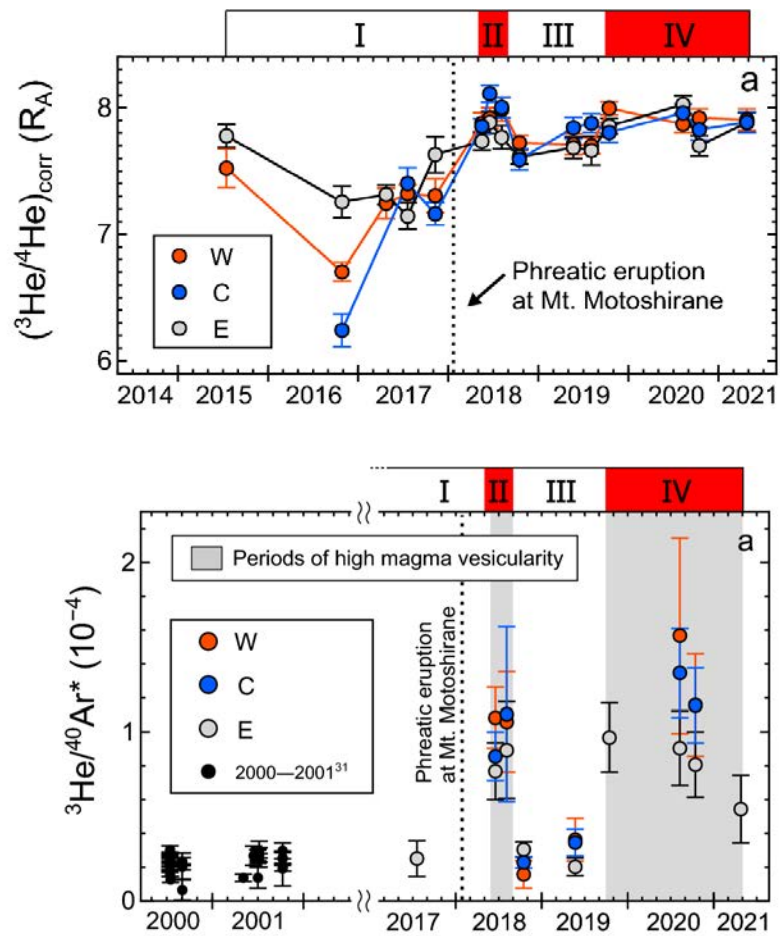 I II III IV
a
(³He/⁴He)corr (RA)
8
7
6
W
C
E
Phreatic eruption
at Mt. Motoshirane
2014 2015 2016 2017 2018 2019 2020 2021
I II III IV
a
Periods of high magma vesicularity
³He/⁴⁰Ar* (10⁻⁴)
2
1
0
W
C
E
2000—2001³¹
Phreatic eruption
at Mt. Motoshirane
2000 2001 2017 2018 2019 2020 2021